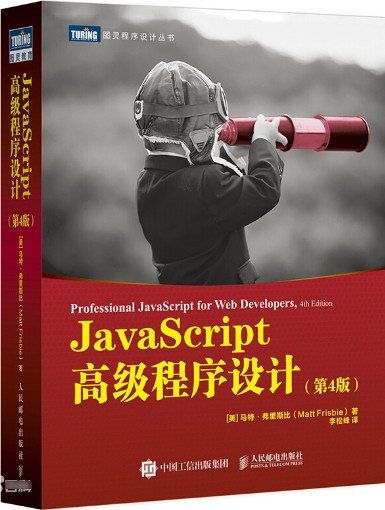 TURING
图灵教育
图灵程序设计丛书
JavaScript
高级程序设计
(第4版)
[美] 马特·弗里斯比 (Matt Frisbie) 著
人民邮电出版社
Professional JavaScript for Web Developers, 4th Edition
JavaScript
高级程序设计(第4版)
[美] 马特·弗里斯比(Matt Frisbie) 著
李松峰 译
中国工信出版集团
人民邮电出版社
POSTS & TELECOM PRESS